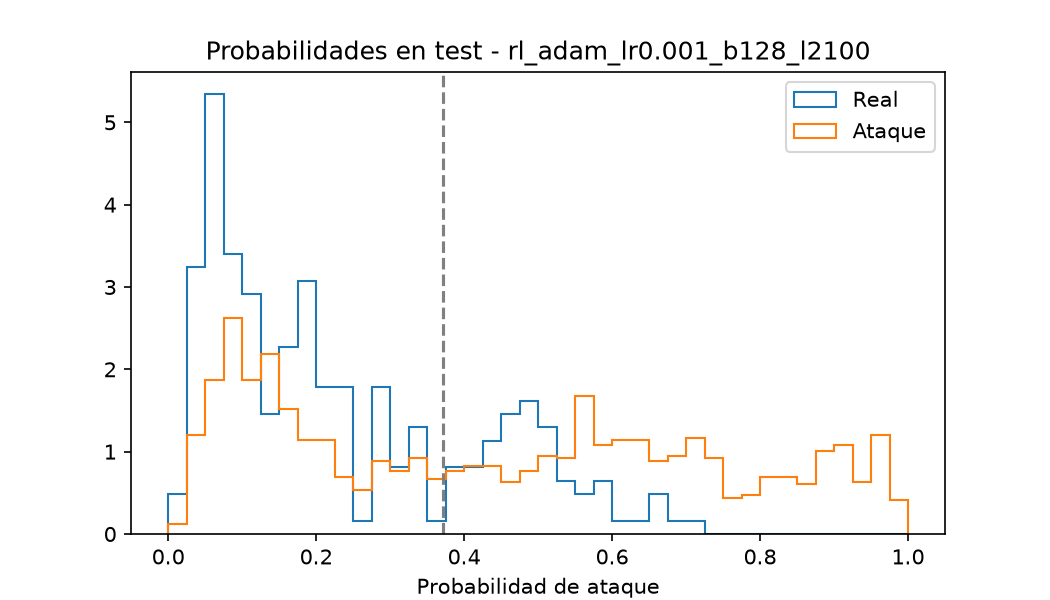 Probabilidades en test - rl_adam_lr0.001_b128_l2100
Real
Ataque
5
4
3
2
1
0
0.0 0.2 0.4 0.6 0.8 1.0
Probabilidad de ataque